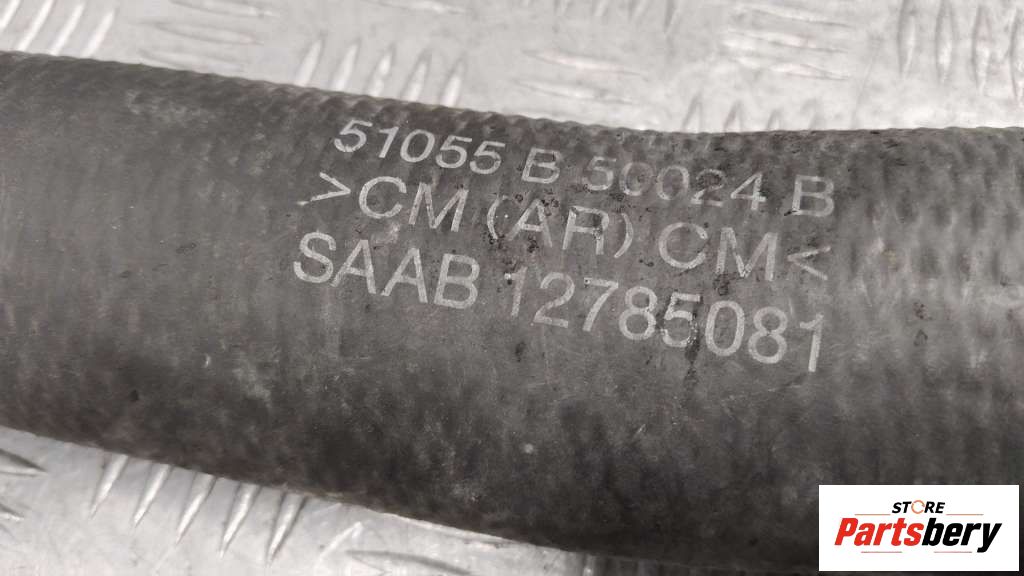 51055 B 50024 B
>CM (AR) CM<
SAAB 12785081
STORE
Partsbery